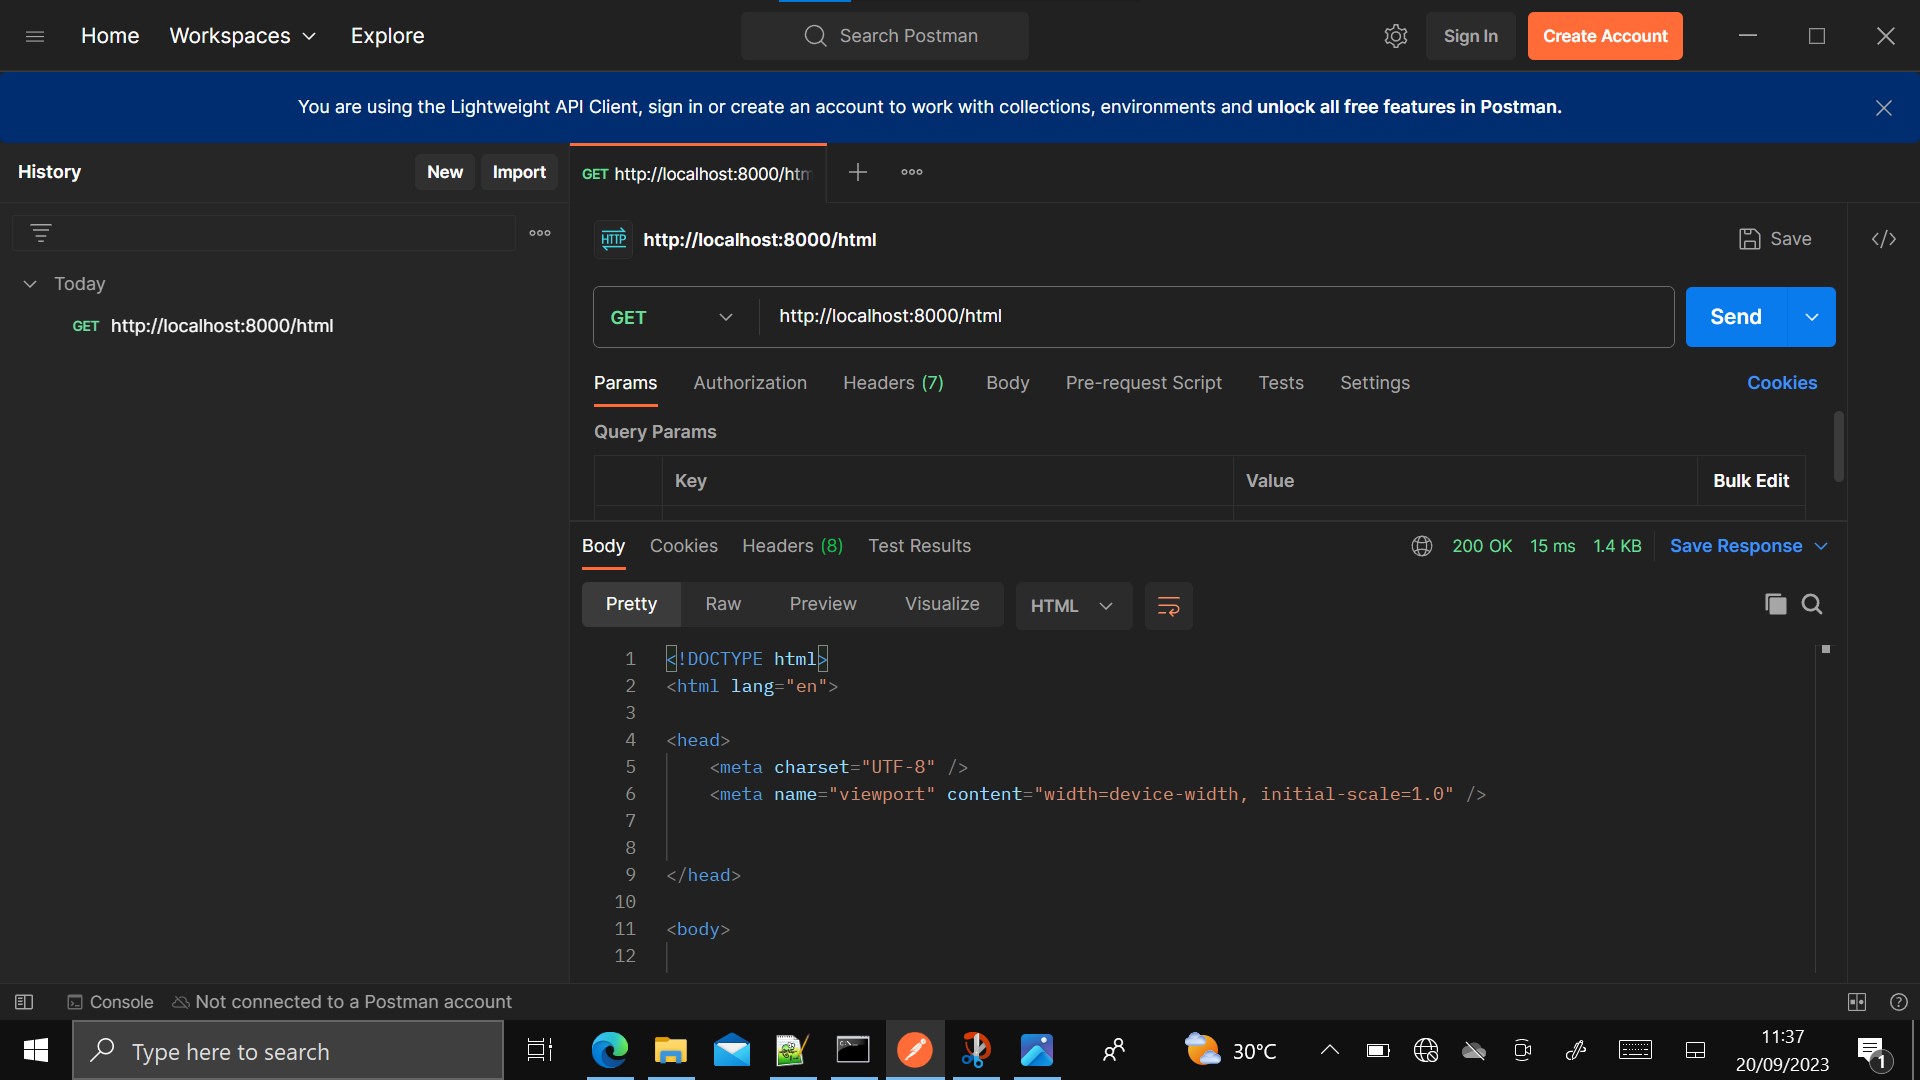 Home Workspaces Explore Search Postman Sign In Create Account
You are using the Lightweight API Client, sign in or create an account to work with collections, environments and unlock all free features in Postman.
History New Import GET http://localhost:8000/htm
HTTP http://localhost:8000/html Save </>
Today
GET http://localhost:8000/html
GET http://localhost:8000/html Send
Params Authorization Headers (7) Body Pre-request Script Tests Settings Cookies
Query Params
Key Value Bulk Edit
Body Cookies Headers (8) Test Results 200 OK 15 ms 1.4 KB Save Response
Pretty Raw Preview Visualize HTML
1 <!DOCTYPE html>
2 <html lang="en">
3
4 <head>
5 <meta charset="UTF-8" />
6 <meta name="viewport" content="width=device-width, initial-scale=1.0" />
7
8
9 </head>
10
11 <body>
12
Console Not connected to a Postman account
Type here to search 30°C 11:37
20/09/2023 1